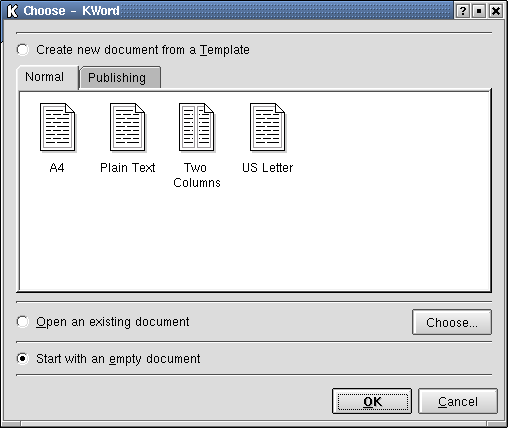 Choose - KWord
Create new document from a Template
Normal
Publishing
A4
Plain Text
Two
Columns
US Letter
Open an existing document
Choose...
Start with an empty document
OK
Cancel